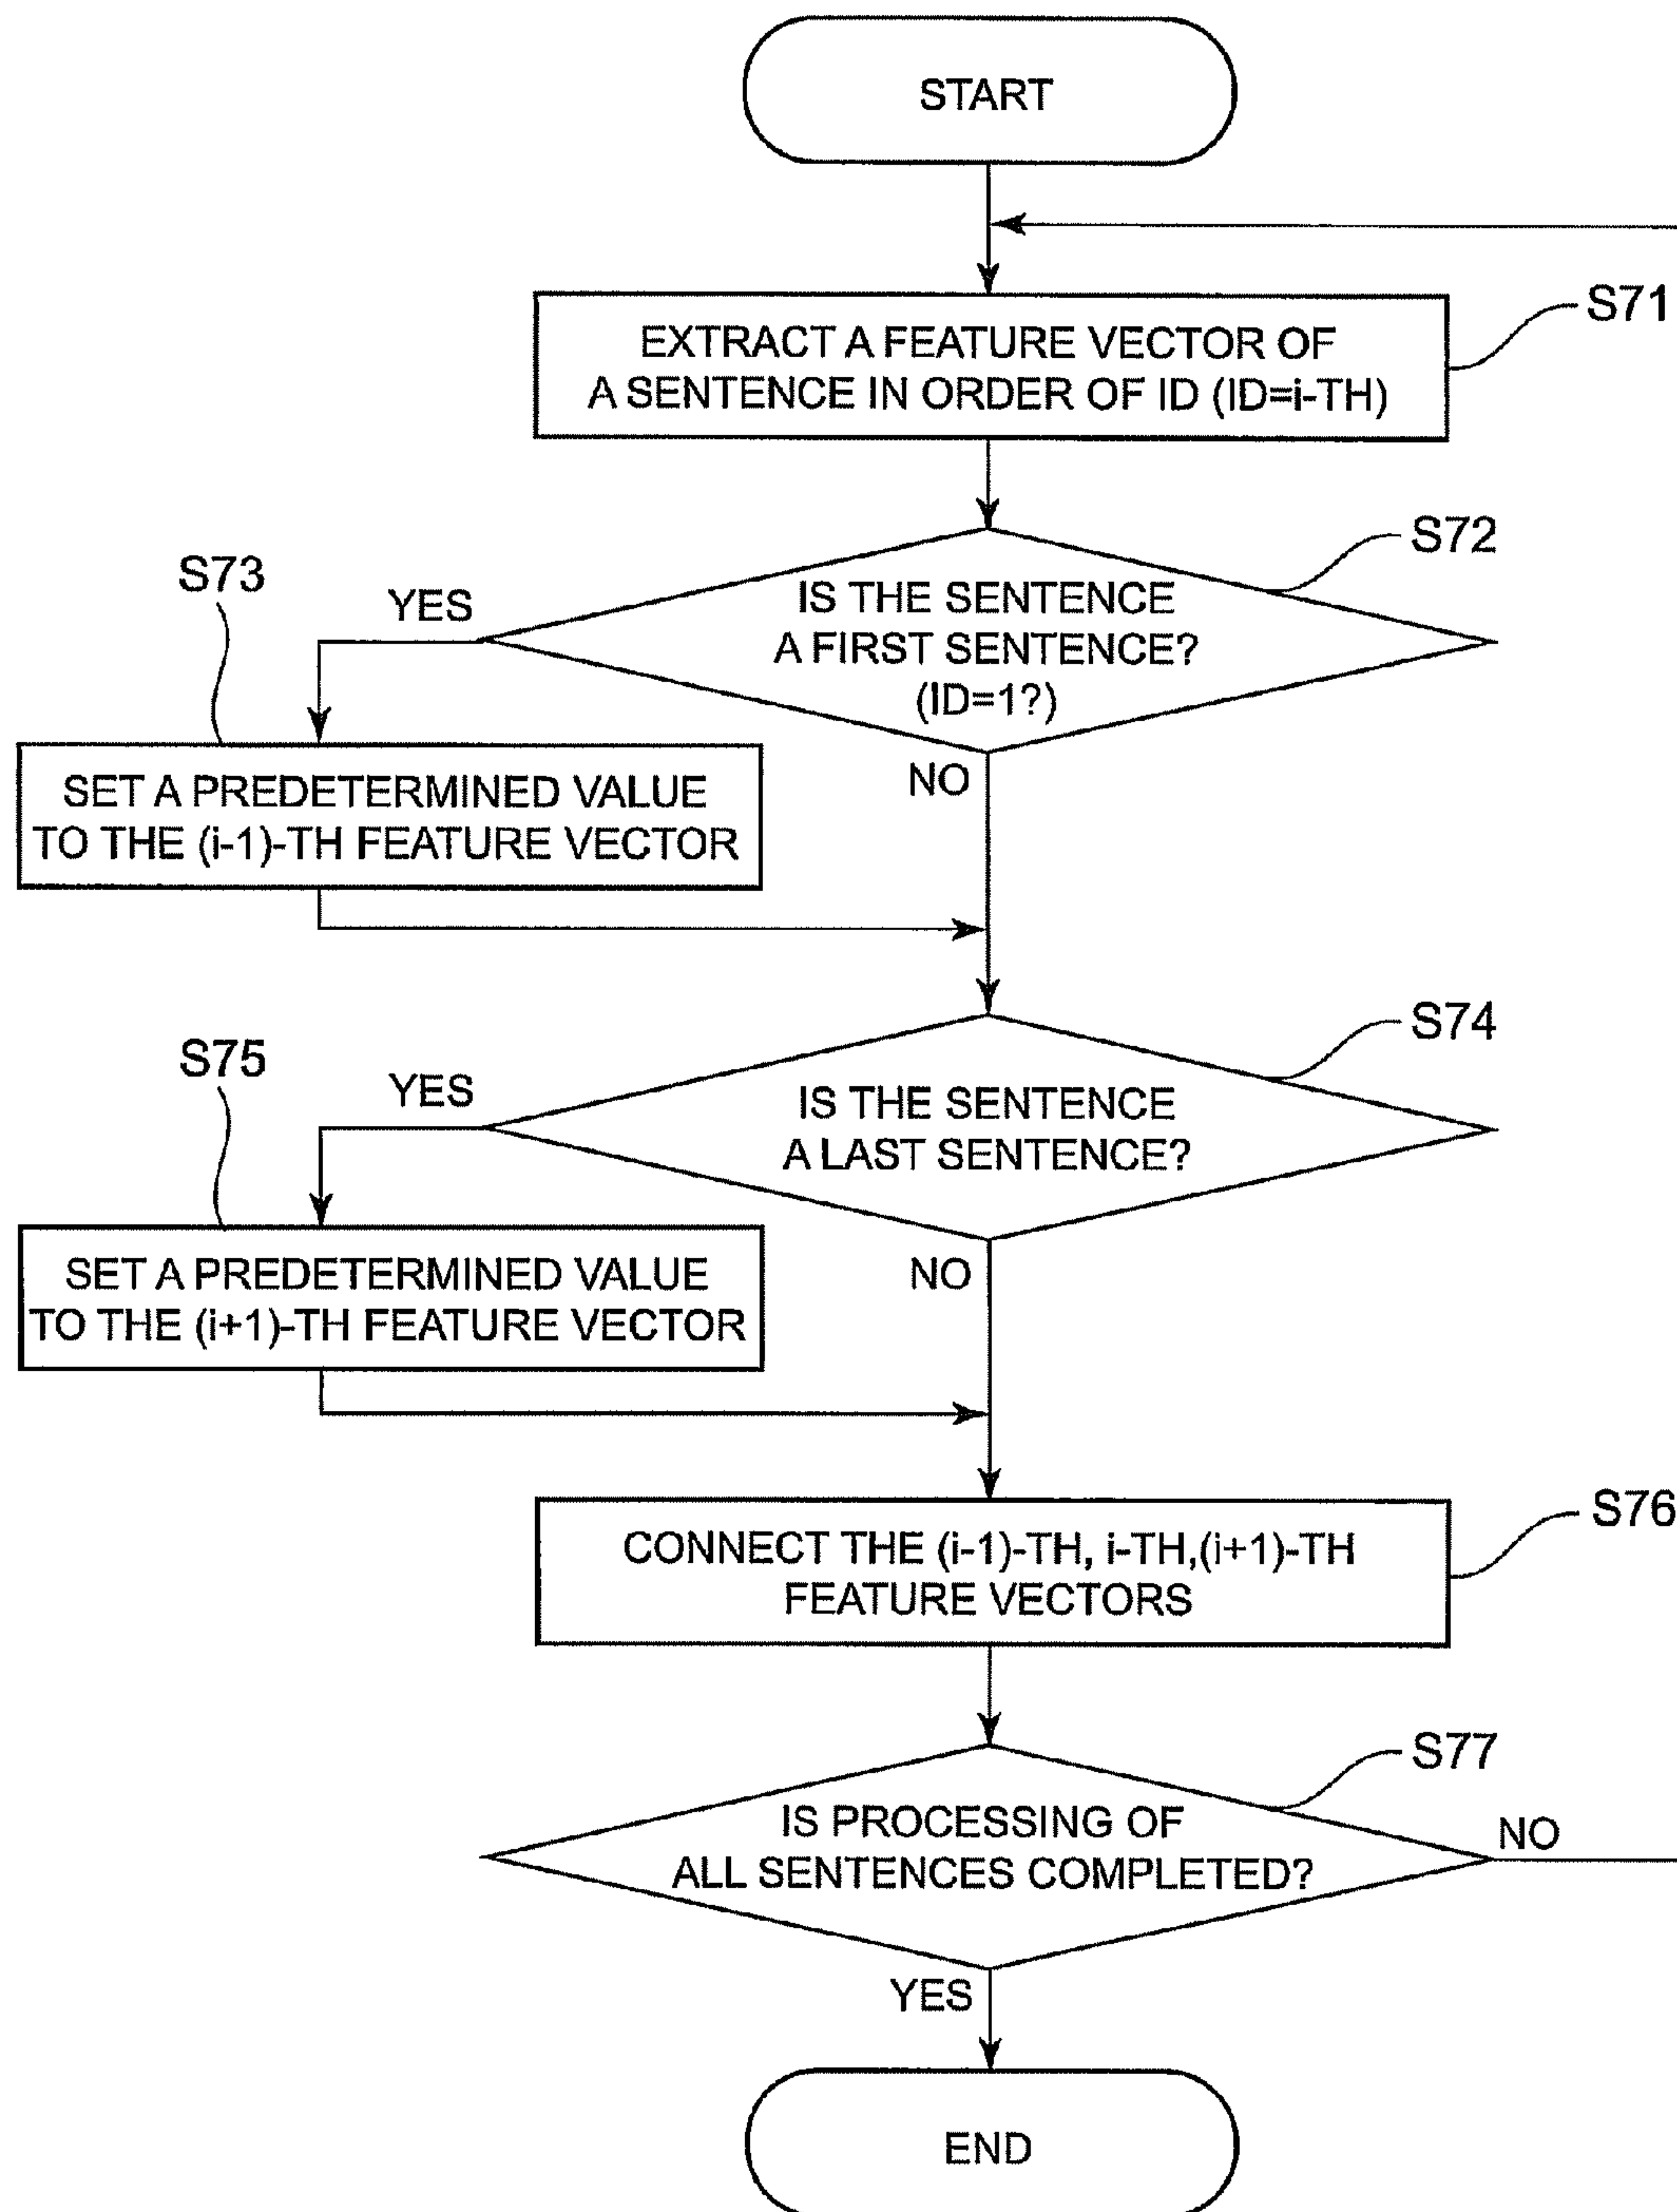 START
S71
EXTRACT A FEATURE VECTOR OF
A SENTENCE IN ORDER OF ID (ID=i-TH)
S72
IS THE SENTENCE
A FIRST SENTENCE?
(ID=1?)
YES
S73
NO
SET A PREDETERMINED VALUE
TO THE (i-1)-TH FEATURE VECTOR
S74
IS THE SENTENCE
A LAST SENTENCE?
YES
S75
NO
SET A PREDETERMINED VALUE
TO THE (i+1)-TH FEATURE VECTOR
S76
CONNECT THE (i-1)-TH, i-TH,(i+1)-TH
FEATURE VECTORS
S77
IS PROCESSING OF
ALL SENTENCES COMPLETED?
NO
YES
END